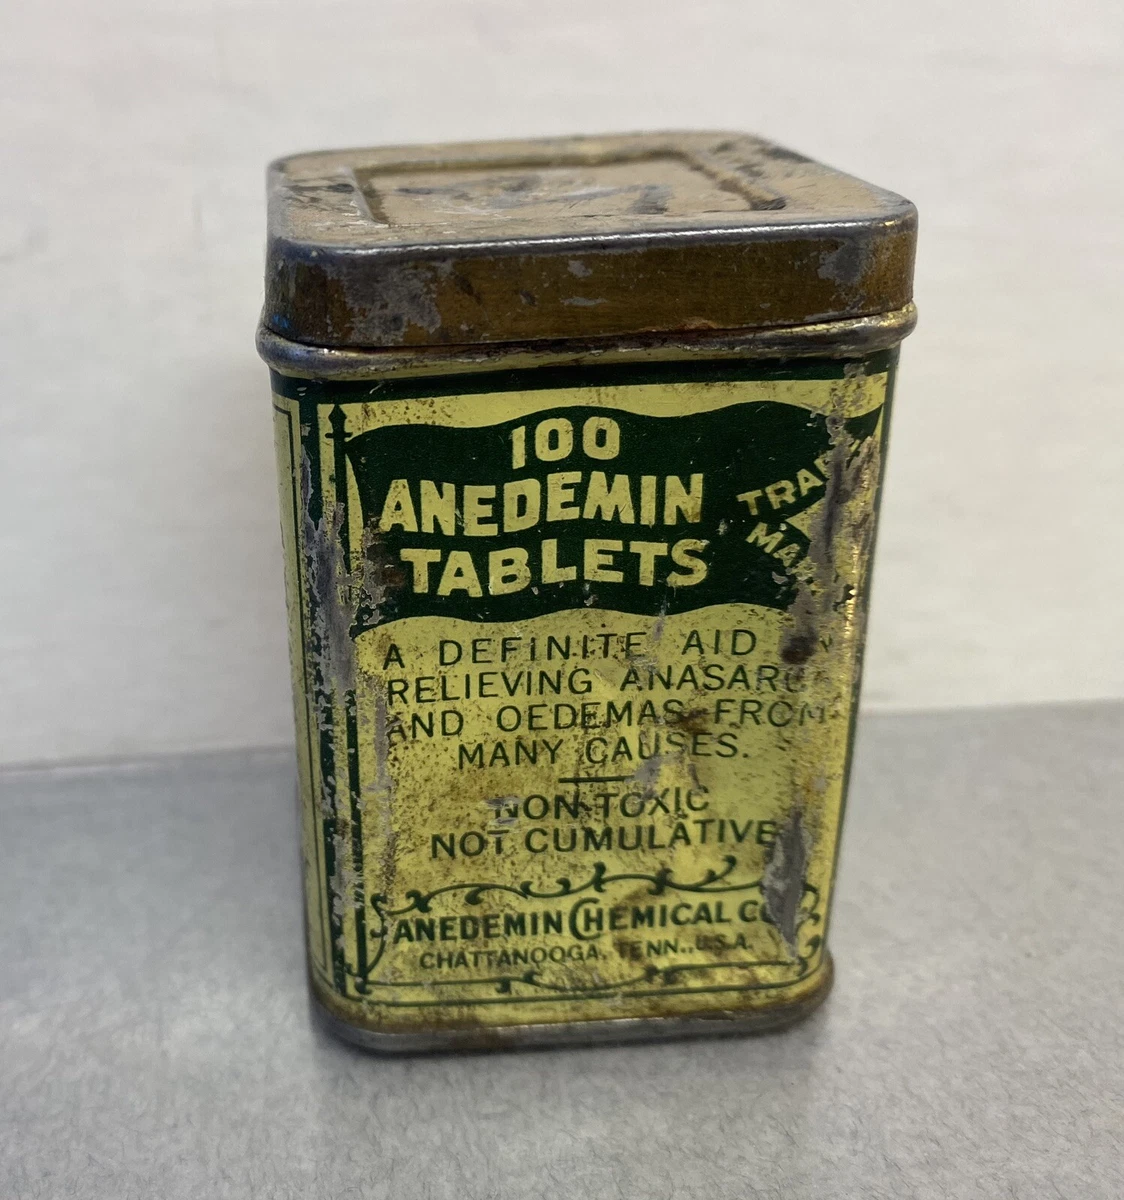 100
ANEDEMIN
TABLETS
TRADE
A DEFINITE AID
RELIEVING
AND OEDEMAS FROM
MANY CAUSES.
NON-TOXIC
NOT CUMULATIVE
ANEDEMIN CHEMICAL CO
CHATTANOOGA, TENN., U.S.A.